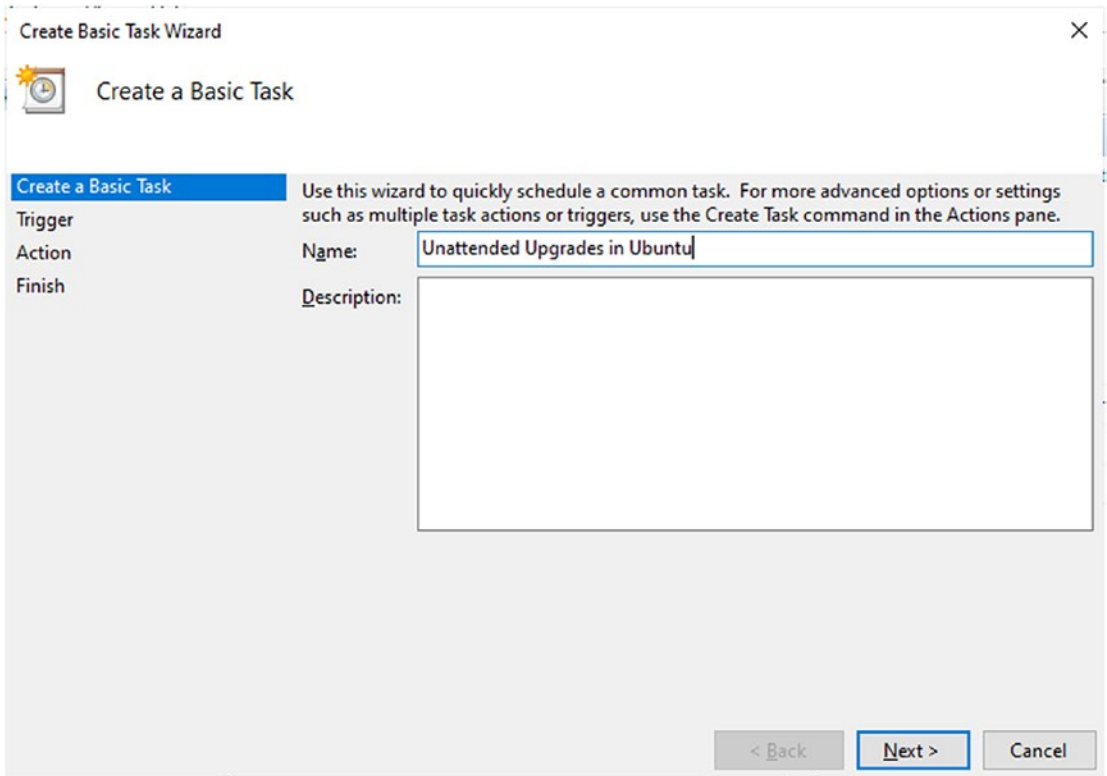 Create Basic Task Wizard
Create a Basic Task
Create a Basic Task
Trigger
Action
Finish
Use this wizard to quickly schedule a common task. For more advanced options or settings
such as multiple task actions or triggers, use the Create Task command in the Actions pane.
Name:
Unattended Upgrades in Ubuntu
Description:
< Back
Next >
Cancel